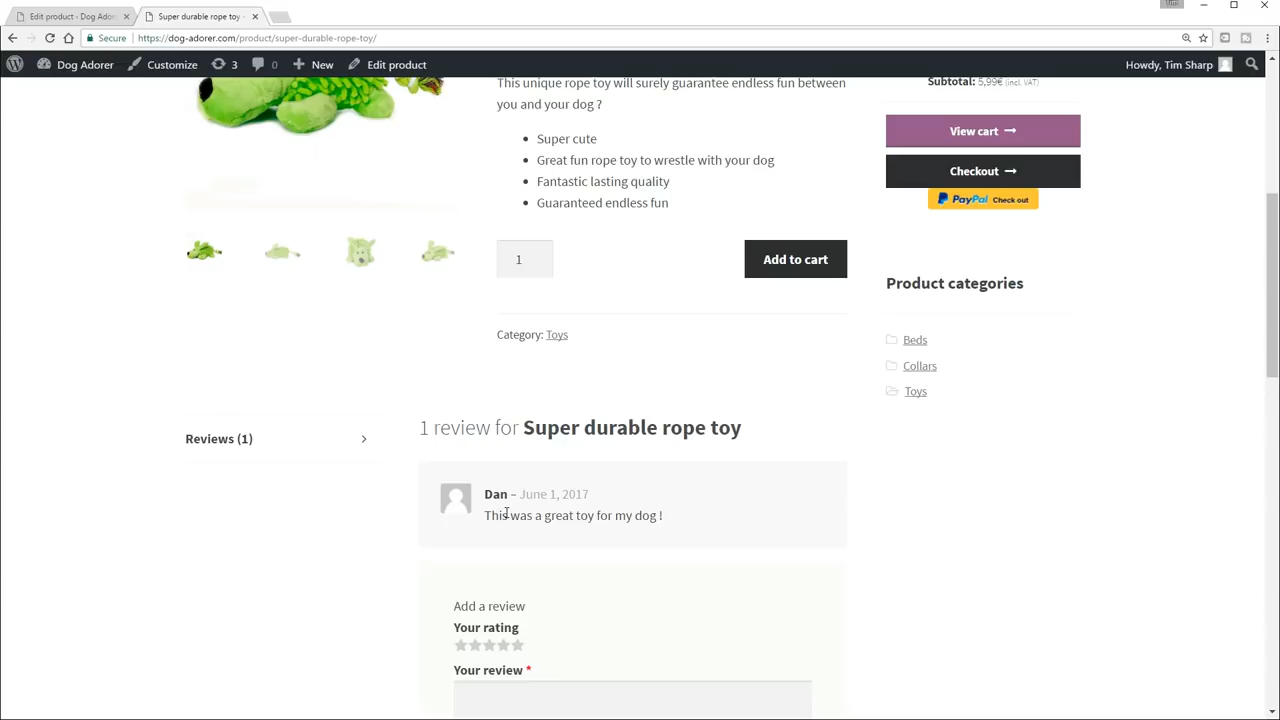 Edit product - Dog Adore
Super durable rope toy -
Secure
https://dog-adorer.com/product/super-durable-rope-toy/
Dog Adorer
Customize
3
0
New
Edit product
Howdy, Tim Sharp
This unique rope toy will surely guarantee endless fun between
you and your dog ?
Super cute
Great fun rope toy to wrestle with your dog
Fantastic lasting quality
Guaranteed endless fun
1
Add to cart
Category: Toys
Subtotal: 5,99€ (incl. VAT)
View cart
Checkout
PayPal Check out
Product categories
Beds
Collars
Toys
Reviews (1)
1 review for Super durable rope toy
Dan – June 1, 2017
This was a great toy for my dog !
Add a review
Your rating
Your review *